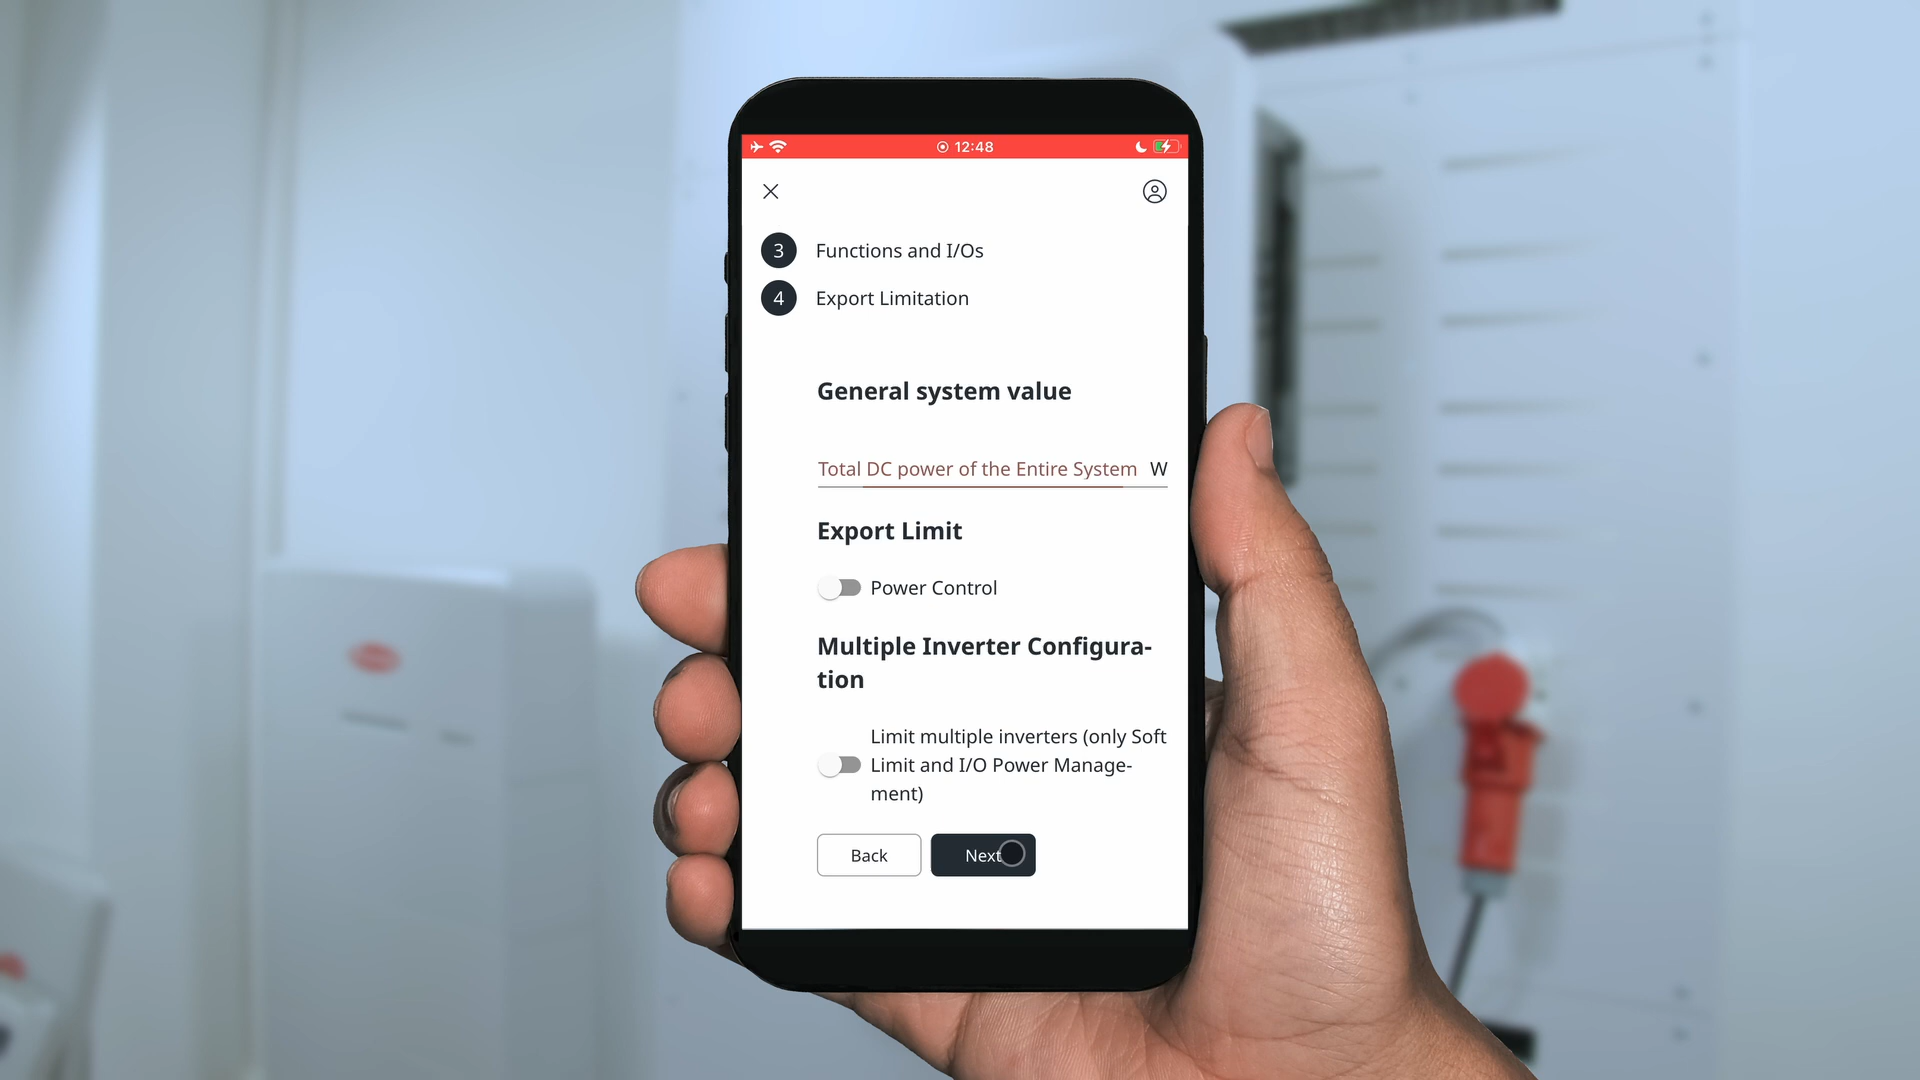 12:48
3 Functions and I/Os
4 Export Limitation
General system value
Total DC power of the Entire System W
Export Limit
Power Control
Multiple Inverter Configura-
tion
Limit multiple inverters (only Soft
Limit and I/O Power Manage-
ment)
Back Next